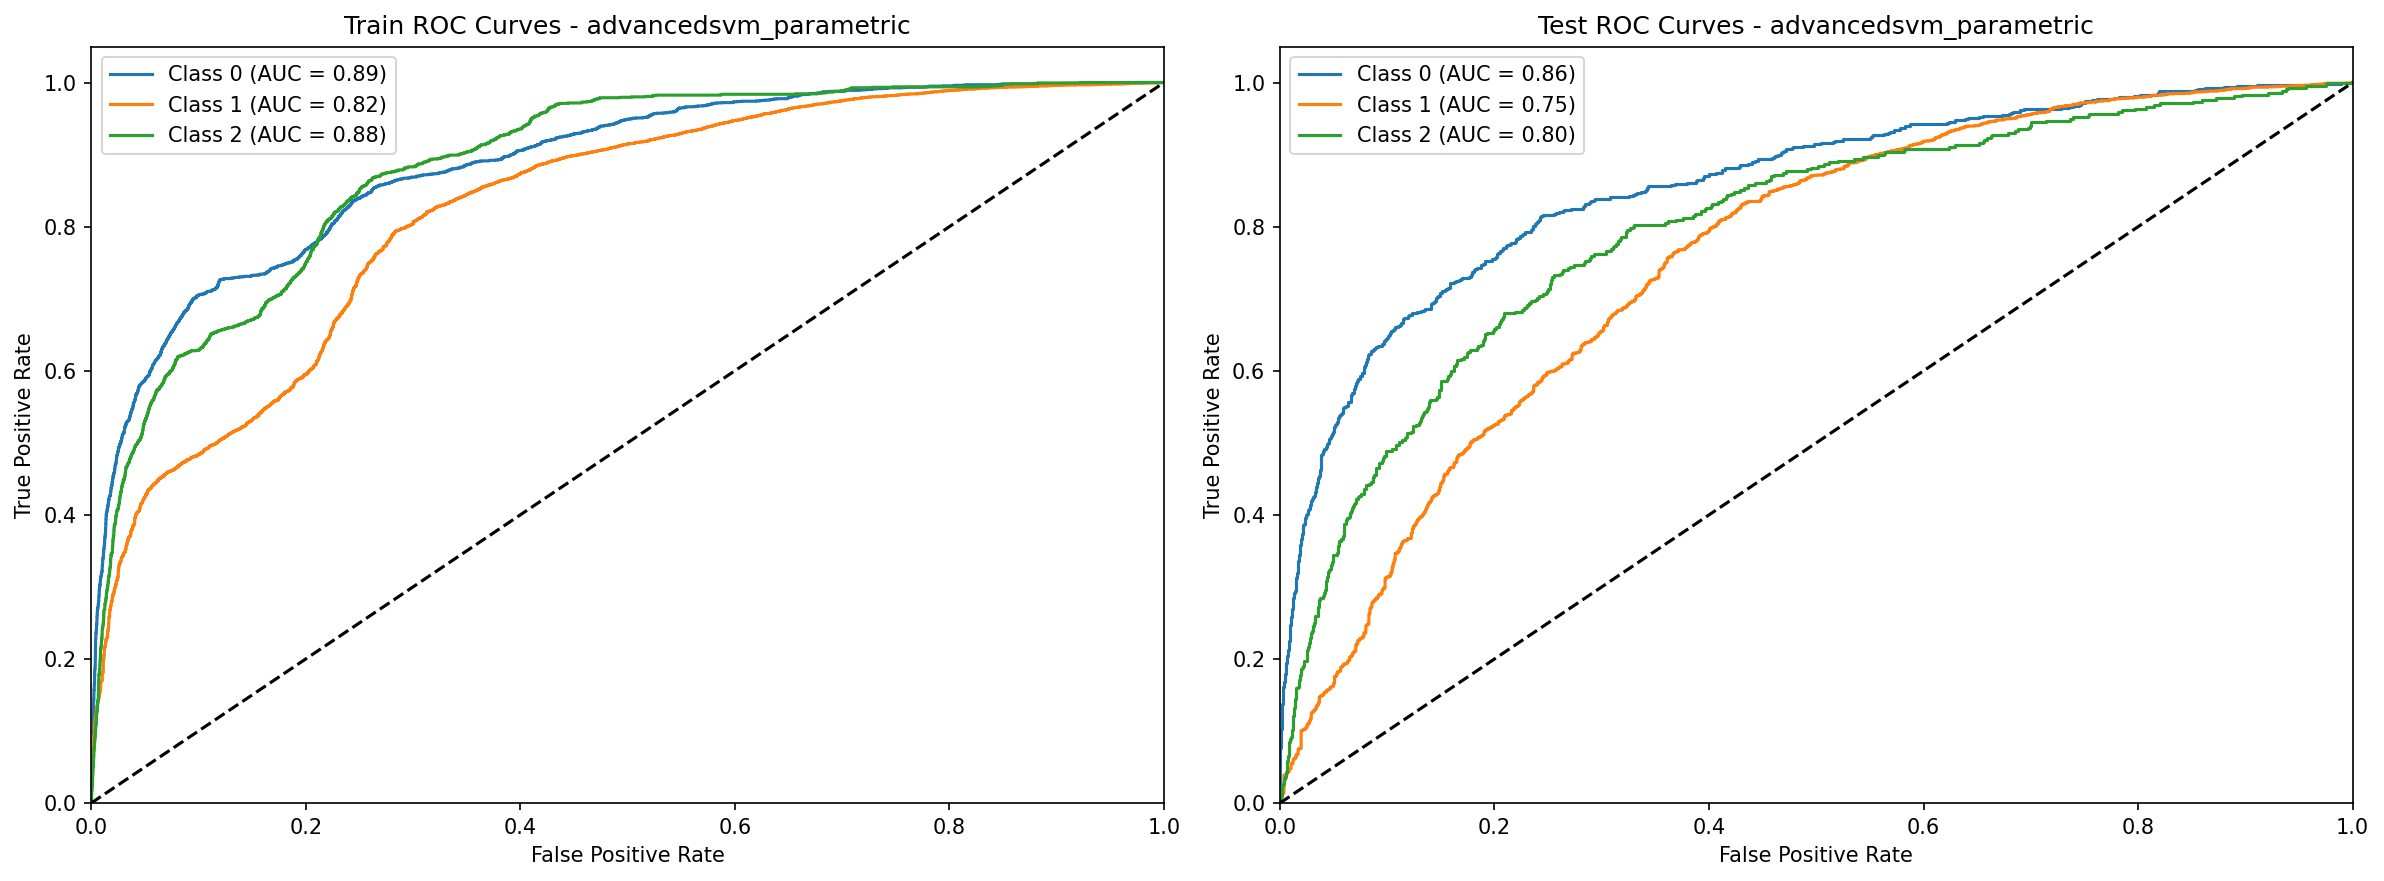 Train ROC Curves - advancedsvm_parametric
Class 0 (AUC = 0.89)
Class 1 (AUC = 0.82)
Class 2 (AUC = 0.88)
True Positive Rate
1.0
0.8
0.6
0.4
0.2
0.0
0.0 0.2 0.4 0.6 0.8 1.0
False Positive Rate
Test ROC Curves - advancedsvm_parametric
Class 0 (AUC = 0.86)
Class 1 (AUC = 0.75)
Class 2 (AUC = 0.80)
True Positive Rate
1.0
0.8
0.6
0.4
0.2
0.0
0.0 0.2 0.4 0.6 0.8 1.0
False Positive Rate